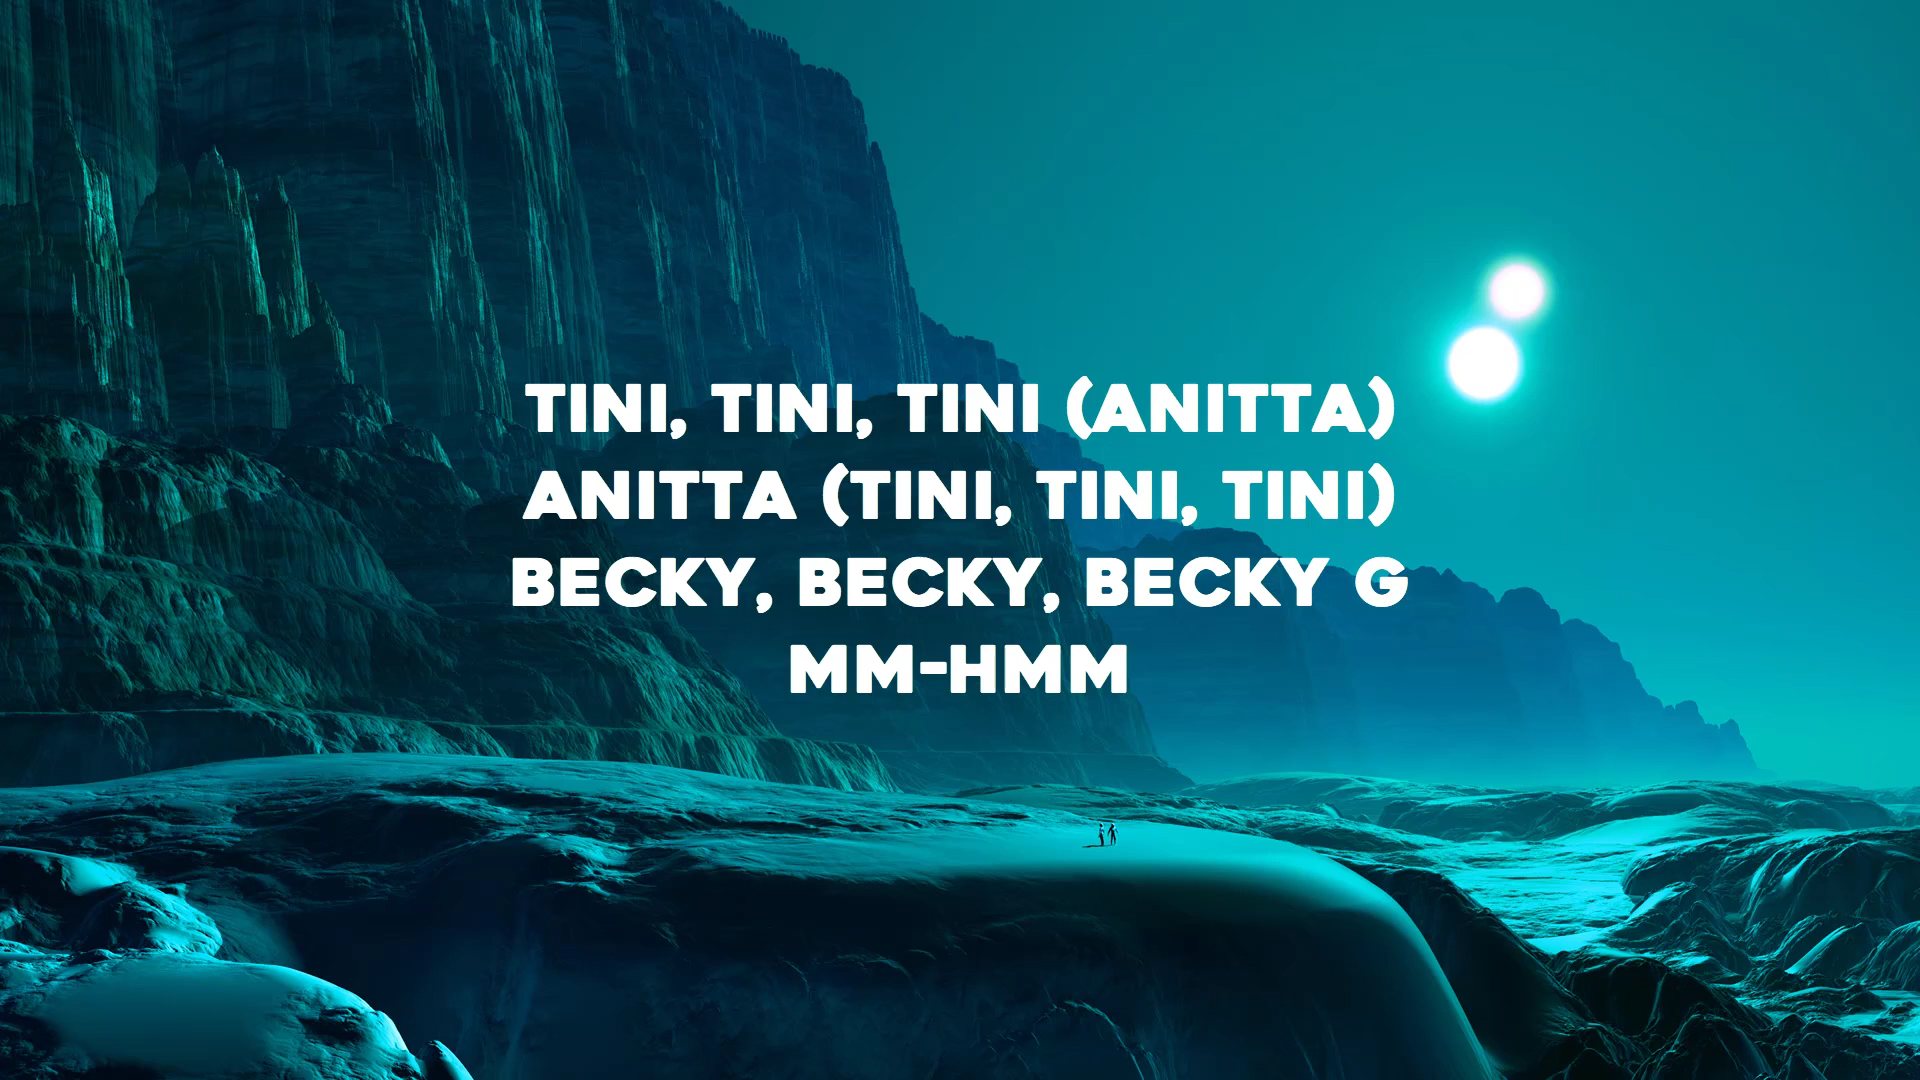 TINI, TINI, TINI (ANITTA)
ANITTA (TINI, TINI, TINI)
BECKY, BECKY, BECKY G
MM-HMM